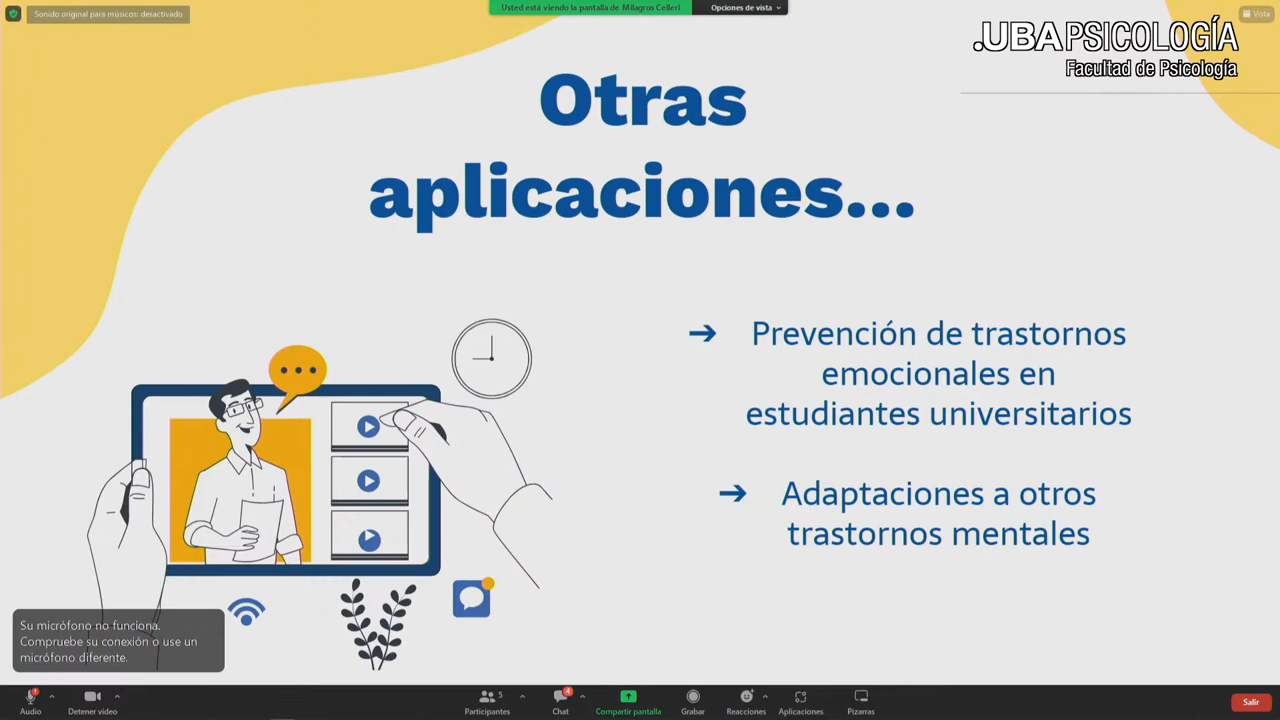 Sonido original para músicos: desactivado
Usted está viendo la pantalla de Milagros Celleri
Opciones de vista
Vista
.UBAPSICOLOGÍA
Facultad de Psicología
Otras
aplicaciones...
➔ Prevención de trastornos
emocionales en
estudiantes universitarios
➔ Adaptaciones a otros
trastornos mentales
Su micrófono no funciona.
Compruebe su conexión o use un
micrófono diferente.
Audio
Detener video
Participantes
5
Chat
4
Compartir pantalla
Grabar
Reacciones
Aplicaciones
Pizarras
Salir